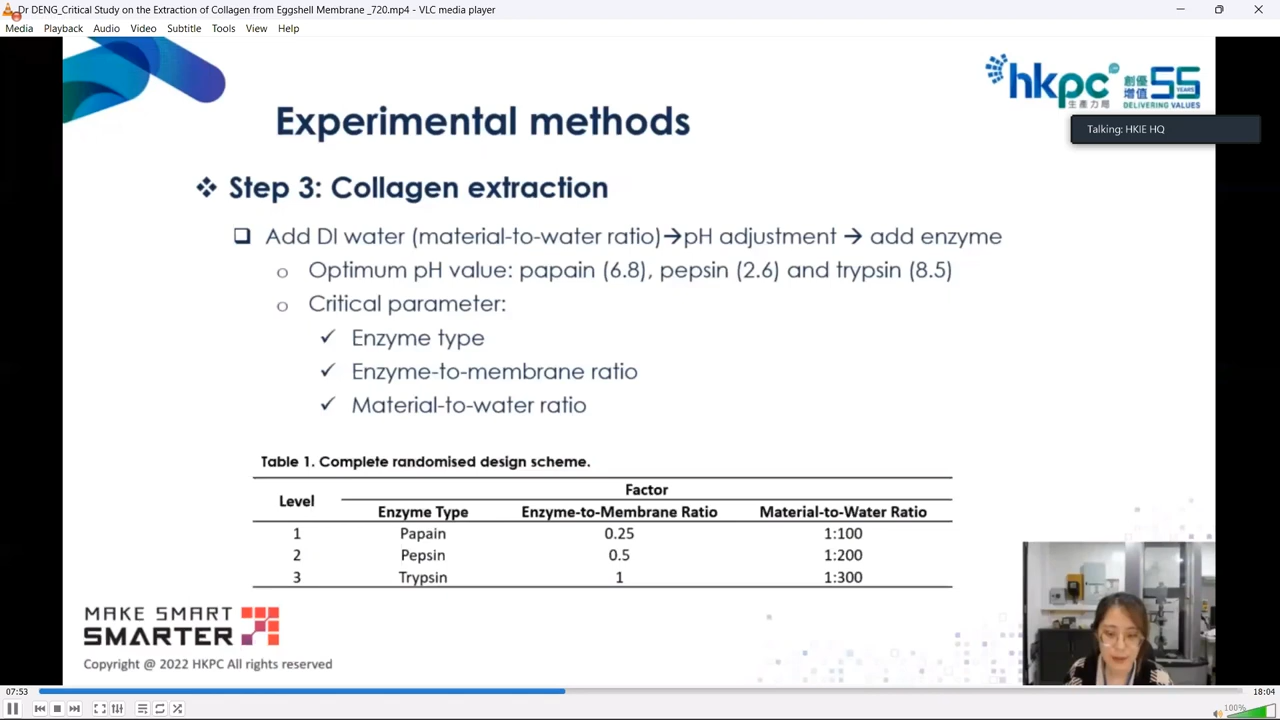 Dr DENG_Critical Study on the Extraction of Collagen from Eggshell Membrane _720.mp4 - VLC media player
Media Playback Audio Video Subtitle Tools View Help
hkpc
生產力局
創優
增值
55
YEARS
DELIVERING VALUES
Talking: HKIE HQ
Experimental methods
❖ Step 3: Collagen extraction
❑ Add DI water (material-to-water ratio)→pH adjustment → add enzyme
o Optimum pH value: papain (6.8), pepsin (2.6) and trypsin (8.5)
o Critical parameter:
✓ Enzyme type
✓ Enzyme-to-membrane ratio
✓ Material-to-water ratio
Table 1. Complete randomised design scheme.
Level Factor
Enzyme Type Enzyme-to-Membrane Ratio Material-to-Water Ratio
1 Papain 0.25 1:100
2 Pepsin 0.5 1:200
3 Trypsin 1 1:300
MAKE SMART
SMARTER
Copyright @ 2022 HKPC All rights reserved
07:53 18:04
100%